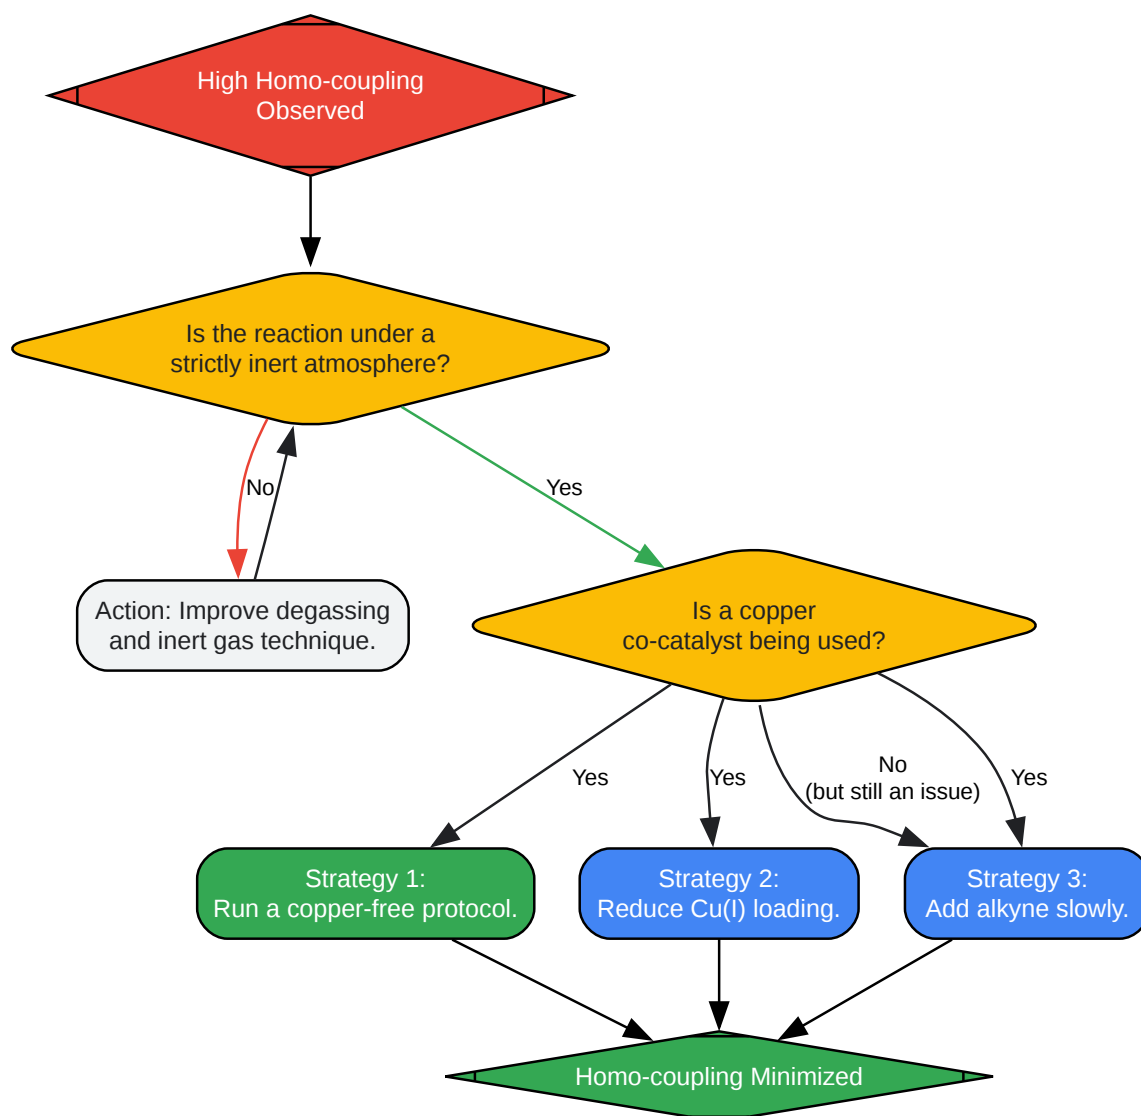 High Homo-coupling
Observed
Is the reaction under a
strictly inert atmosphere?
No
Yes
Action: Improve degassing
and inert gas technique.
Is a copper
co-catalyst being used?
Yes
Yes
No
(but still an issue)
Yes
Strategy 1:
Run a copper-free protocol.
Strategy 2:
Reduce Cu(I) loading.
Strategy 3:
Add alkyne slowly.
Homo-coupling Minimized